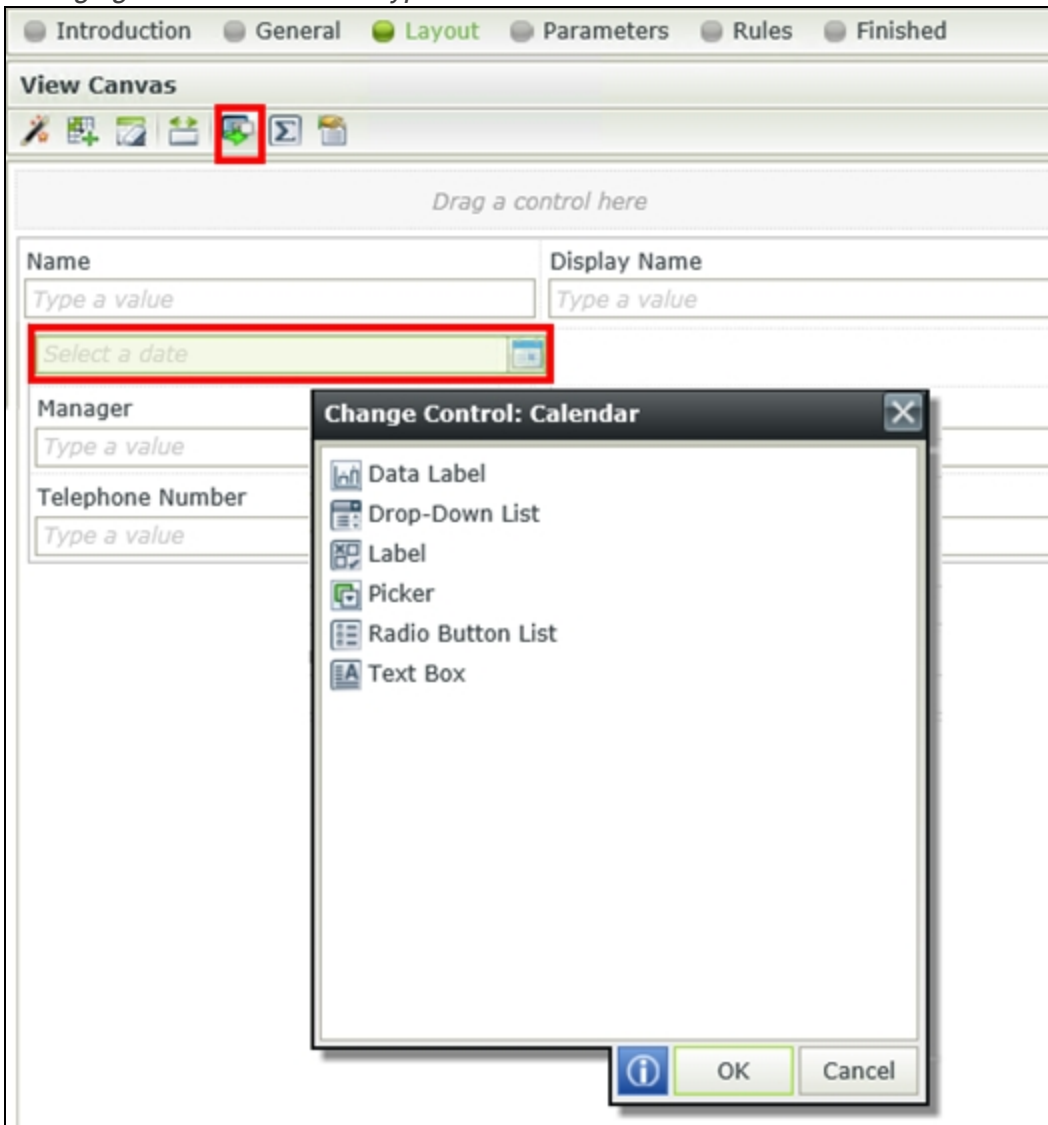 Introduction General Layout Parameters Rules Finished
View Canvas
Drag a control here
Name Display Name
Type a value Type a value
Select a date
Manager
Type a value
Telephone Number
Type a value
Change Control: Calendar
Data Label
Drop-Down List
Label
Picker
Radio Button List
Text Box
OK Cancel